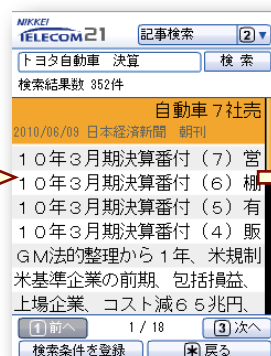 NIKKEI
TELECOM21 記事検索 2▼
トヨタ自動車 決算 検 索
検索結果数 352件
自動車7社売
2010/06/09 日本経済新聞 朝刊
10年3月期決算番付(7)営
10年3月期決算番付(6)棚
10年3月期決算番付(5)有
10年3月期決算番付(4)販
GM法的整理から1年、米規制
米基準企業の前期、包括損益、
上場企業、コスト減65兆円、
1前へ 1 / 18 3次へ
検索条件を登録 *戻る